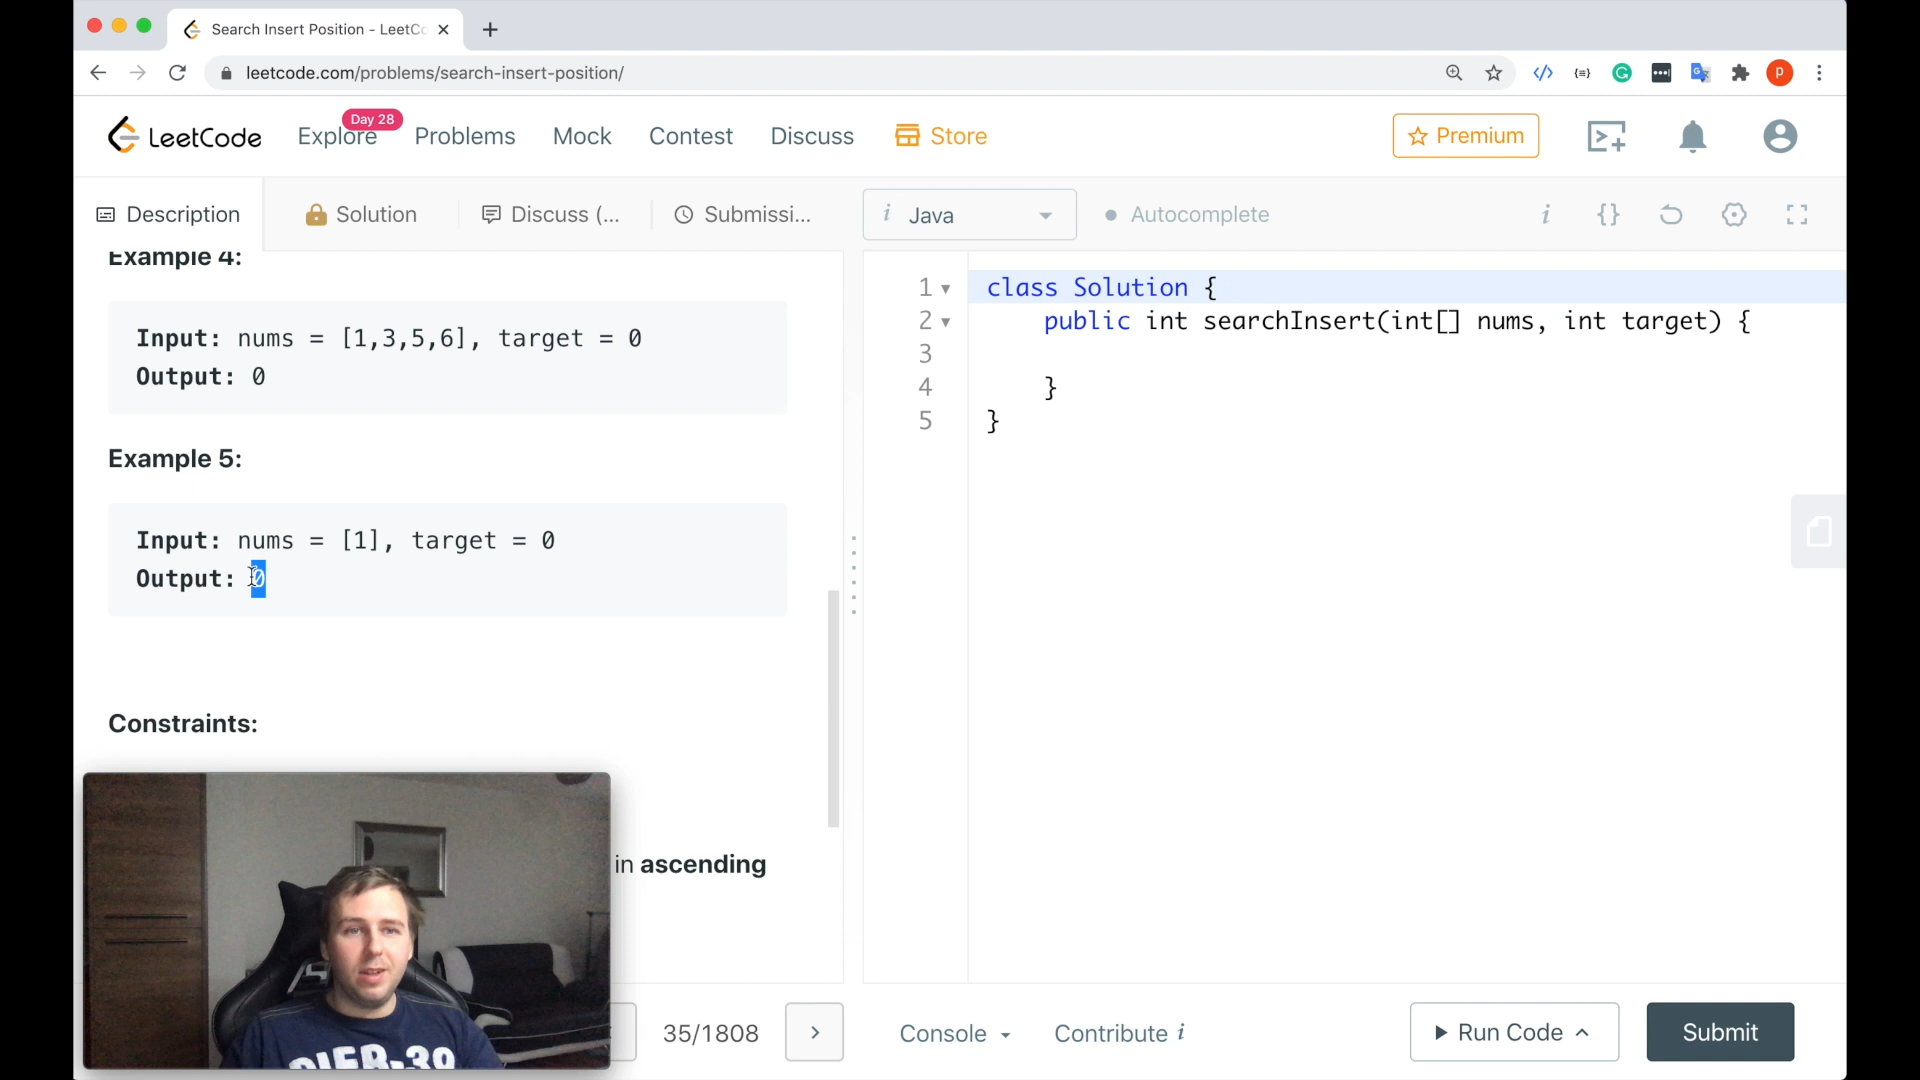 Search Insert Position - LeetCc
leetcode.com/problems/search-insert-position/
P
LeetCode
Explore
Day 28
Problems
Mock
Contest
Discuss
Store
Premium
Description
Solution
Discuss (...
Submissi...
i Java
Autocomplete
i
{}
Example 4:
Input: nums = [1,3,5,6], target = 0
Output: 0
Example 5:
Input: nums = [1], target = 0
Output: 0
Constraints:
in ascending
1
class Solution {
2
public int searchInsert(int[] nums, int target) {
3
4
}
5
}
35/1808
Console
Contribute i
Run Code
Submit
PIER-39